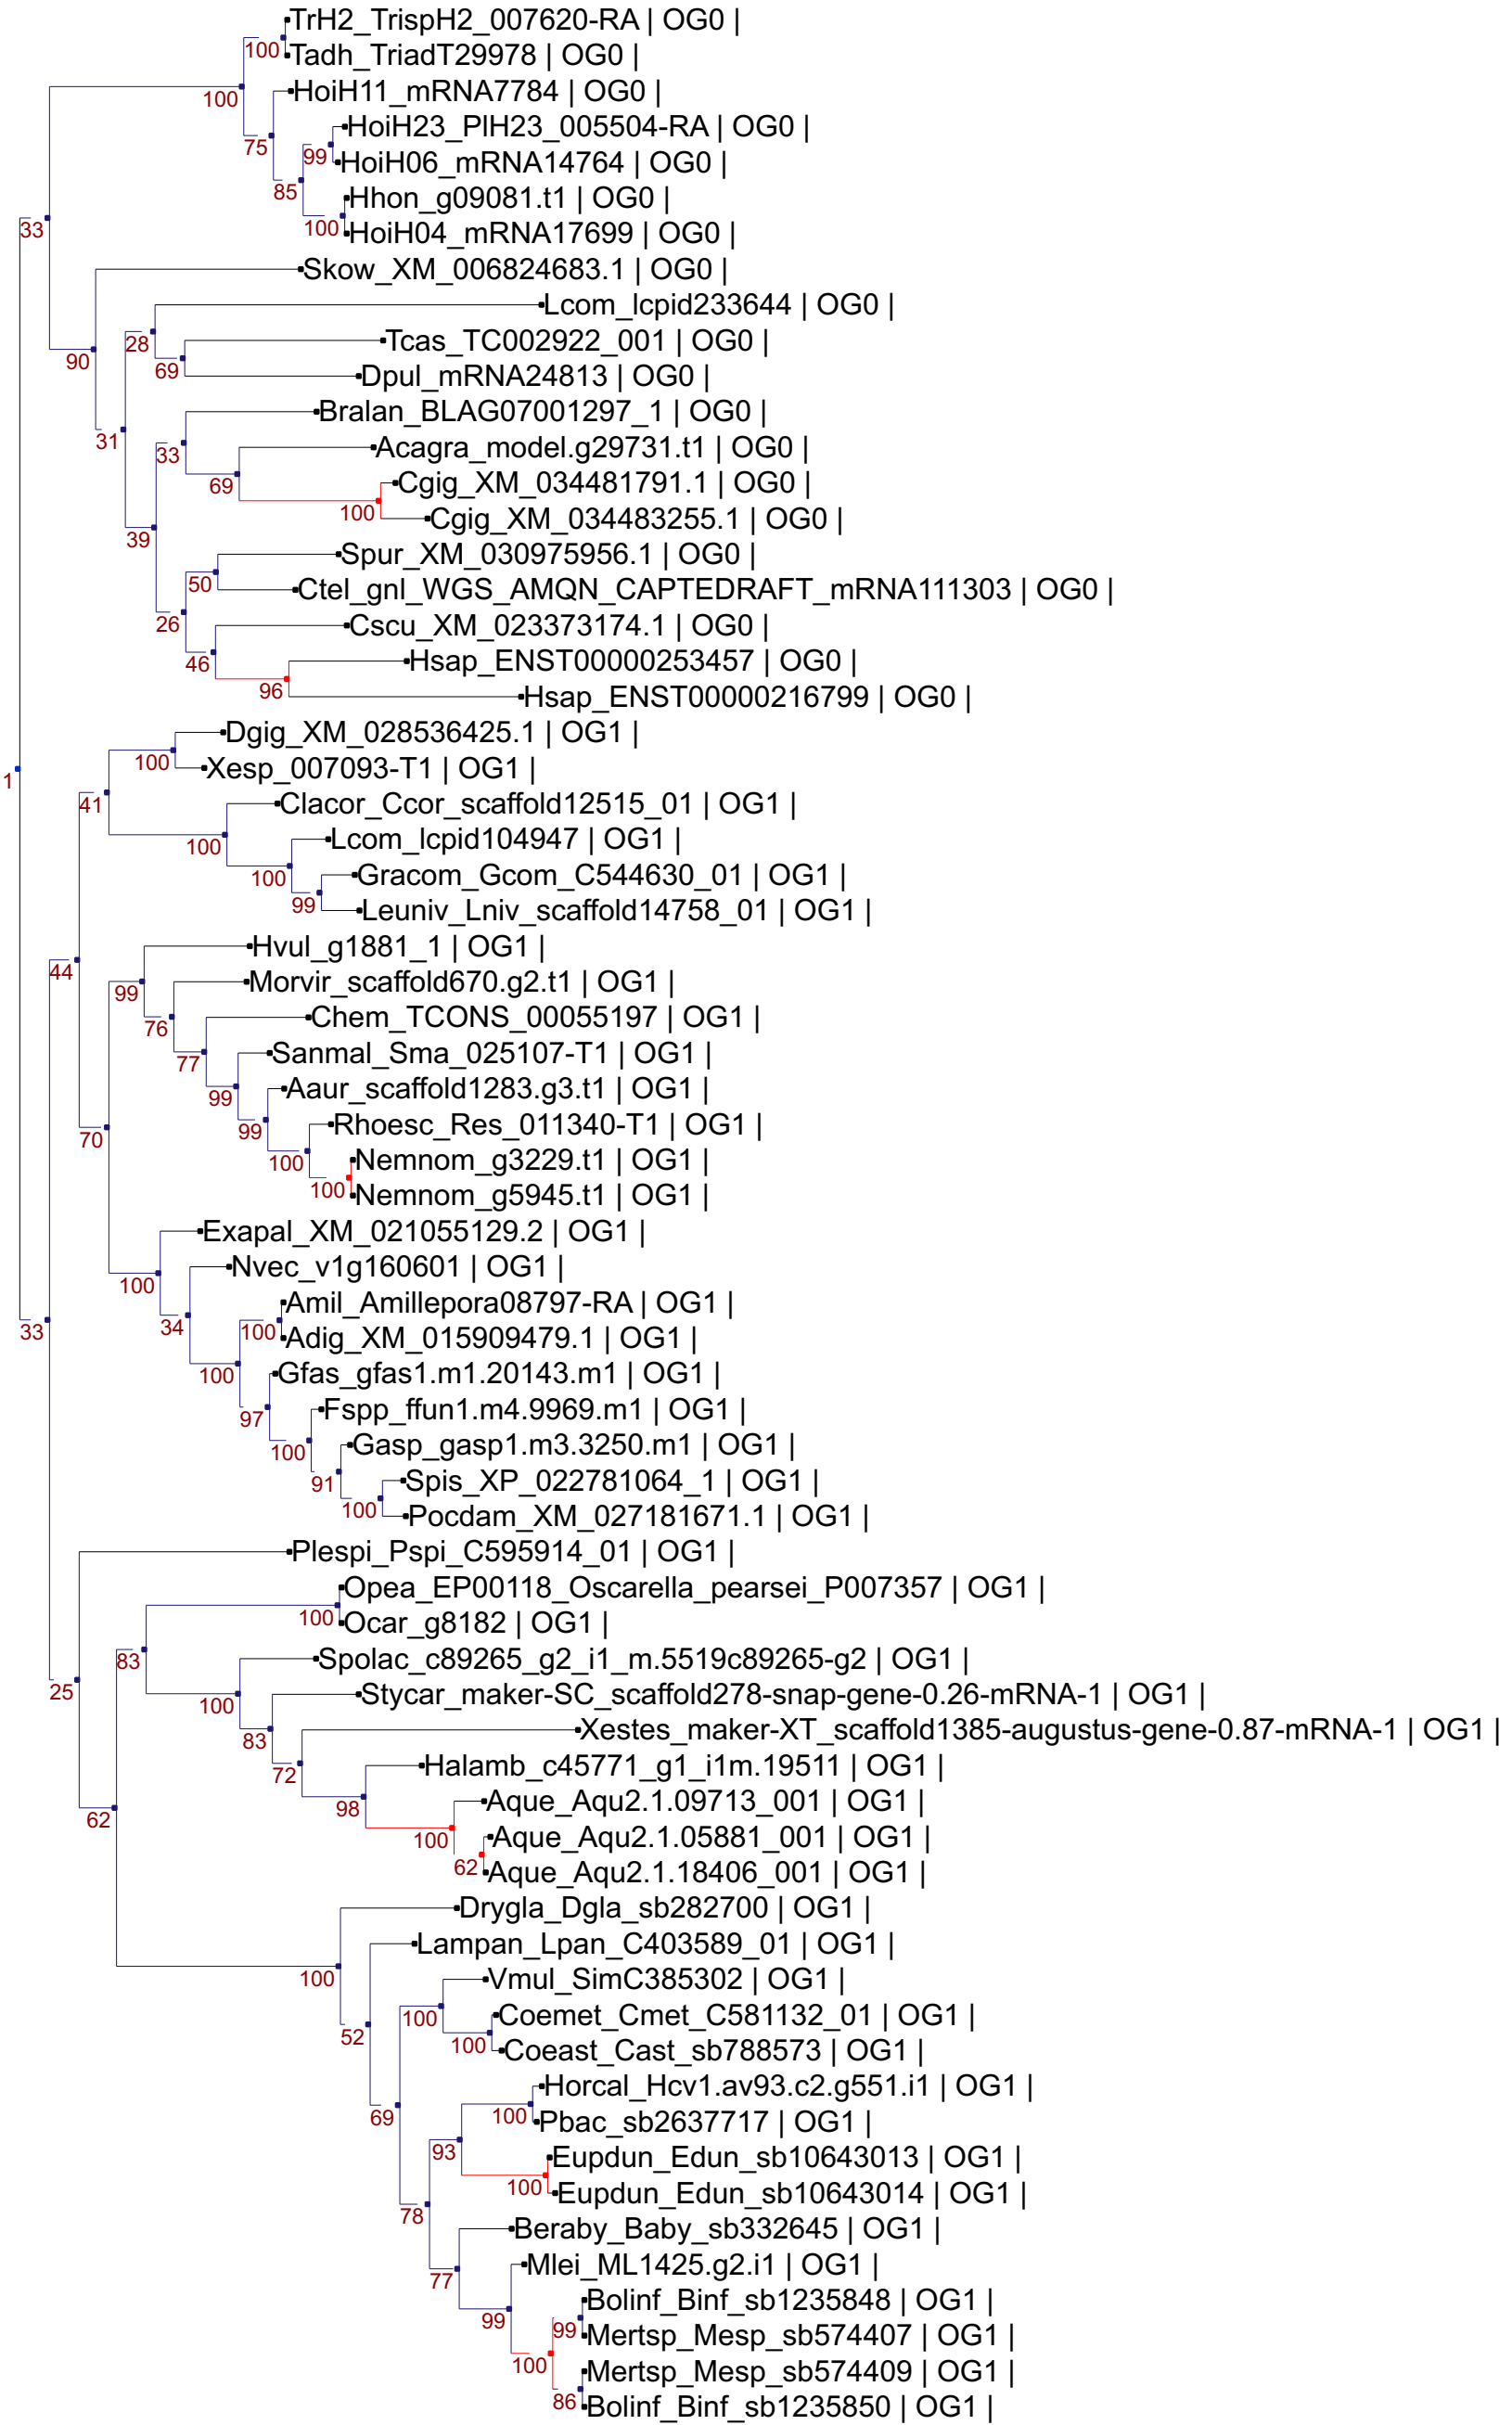 TrH2_TrispH2_007620-RA | OG0 |
100
Tadh_TriadT29978 | OG0 |
100
HoiH11_mRNA7784 | OG0 |
75
HoiH23_PlH23_005504-RA | OG0 |
99
HoiH06_mRNA14764 | OG0 |
85
Hhon_g09081.t1 | OG0 |
100
HoiH04_mRNA17699 | OG0 |
33
Skow_XM_006824683.1 | OG0 |
Lcom_lcpid233644 | OG0 |
28
Tcas_TC002922_001 | OG0 |
90
69
Dpul_mRNA24813 | OG0 |
Bralan_BLAG07001297_1 | OG0 |
31
33
Acagra_model.g29731.t1 | OG0 |
69
Cgig_XM_034481791.1 | OG0 |
100
Cgig_XM_034483255.1 | OG0 |
39
Spur_XM_030975956.1 | OG0 |
50
Ctel_gnl_WGS_AMQN_CAPTEDRAFT_mRNA111303 | OG0 |
26
Cscu_XM_023373174.1 | OG0 |
46
Hsap_ENST00000253457 | OG0 |
96
Hsap_ENST00000216799 | OG0 |
Dgig_XM_028536425.1 | OG1 |
100
Xesp_007093-T1 | OG1 |
1
41
Clacor_Ccor_scaffold12515_01 | OG1 |
100
Lcom_lcpid104947 | OG1 |
100
Gracom_Gcom_C544630_01 | OG1 |
99
Leuniv_Lniv_scaffold14758_01 | OG1 |
Hvul_g1881_1 | OG1 |
44
Morvir_scaffold670.g2.t1 | OG1 |
99
Chem_TCONS_00055197 | OG1 |
76
Sanmal_Sma_025107-T1 | OG1 |
77
Aaur_scaffold1283.g3.t1 | OG1 |
99
Rhoesc_Res_011340-T1 | OG1 |
99
70
Nemnom_g3229.t1 | OG1 |
100
100
Nemnom_g5945.t1 | OG1 |
Exapal_XM_021055129.2 | OG1 |
Nvec_v1g160601 | OG1 |
100
Amil_Amillepora08797-RA | OG1 |
33
34
100
Adig_XM_015909479.1 | OG1 |
100
Gfas_gfas1.m1.20143.m1 | OG1 |
Fspp_ffun1.m4.9969.m1 | OG1 |
97
Gasp_gasp1.m3.3250.m1 | OG1 |
100
Spis_XP_022781064_1 | OG1 |
91
100
Pocdam_XM_027181671.1 | OG1 |
Plespi_Pspi_C595914_01 | OG1 |
Opea_EP00118_Oscarella_pearsei_P007357 | OG1 |
100
Ocar_g8182 | OG1 |
83
Spolac_c89265_g2_i1_m.5519c89265-g2 | OG1 |
25
Stycar_maker-SC_scaffold278-snap-gene-0.26-mRNA-1 | OG1 |
100
Xestes_maker-XT_scaffold1385-augustus-gene-0.87-mRNA-1 | OG1 |
83
Halamb_c45771_g1_i1m.19511 | OG1 |
72
Aque_Aqu2.1.09713_001 | OG1 |
98
62
Aque_Aqu2.1.05881_001 | OG1 |
100
62
Aque_Aqu2.1.18406_001 | OG1 |
Drygla_Dgla_sb282700 | OG1 |
Lampan_Lpan_C403589_01 | OG1 |
100
Vmul_SimC385302 | OG1 |
100
Coemet_Cmet_C581132_01 | OG1 |
52
100
Coeast_Cast_sb788573 | OG1 |
Horcal_Hcv1.av93.c2.g551.i1 | OG1 |
69
100
Pbac_sb2637717 | OG1 |
93
Eupdun_Edun_sb10643013 | OG1 |
100
Eupdun_Edun_sb10643014 | OG1 |
78
Beraby_Baby_sb332645 | OG1 |
Mlei_ML1425.g2.i1 | OG1 |
77
Bolinf_Binf_sb1235848 | OG1 |
99
99
Mertsp_Mesp_sb574407 | OG1 |
100
Mertsp_Mesp_sb574409 | OG1 |
86
Bolinf_Binf_sb1235850 | OG1 |